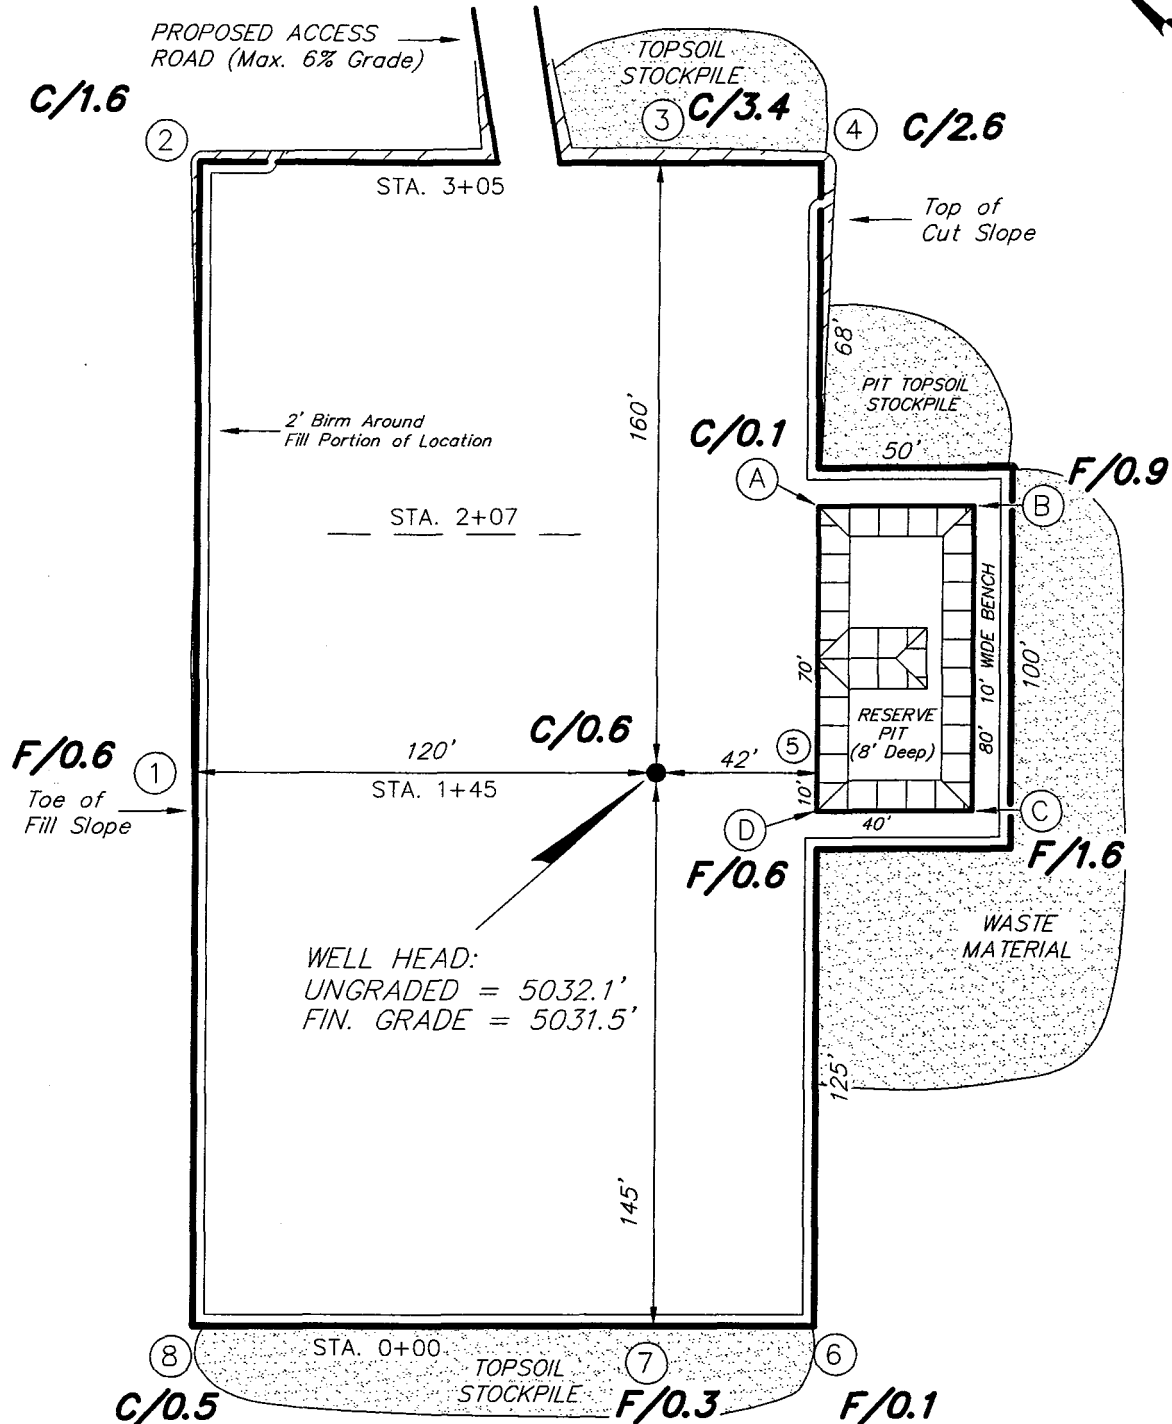 PROPOSED ACCESS
ROAD (Max. 6% Grade)
TOPSOIL
STOCKPILE
C/1.6
2
3
C/3.4
4
C/2.6
STA. 3+05
Top of
Cut Slope
68'
PIT TOPSOIL
STOCKPILE
2' Birm Around
Fill Portion of Location
160'
C/0.1
50'
F/0.9
A
B
STA. 2+07
10' WIDE BENCH
100'
70'
RESERVE
PIT
(8' Deep)
80'
F/0.6
1
Toe of
Fill Slope
120'
STA. 1+45
C/0.6
42'
5
10'
40'
D
F/0.6
C
F/1.6
WASTE
MATERIAL
WELL HEAD:
UNGRADED = 5032.1'
FIN. GRADE = 5031.5'
125'
145'
8
STA. 0+00
TOPSOIL
STOCKPILE
7
6
C/0.5
F/0.3
F/0.1